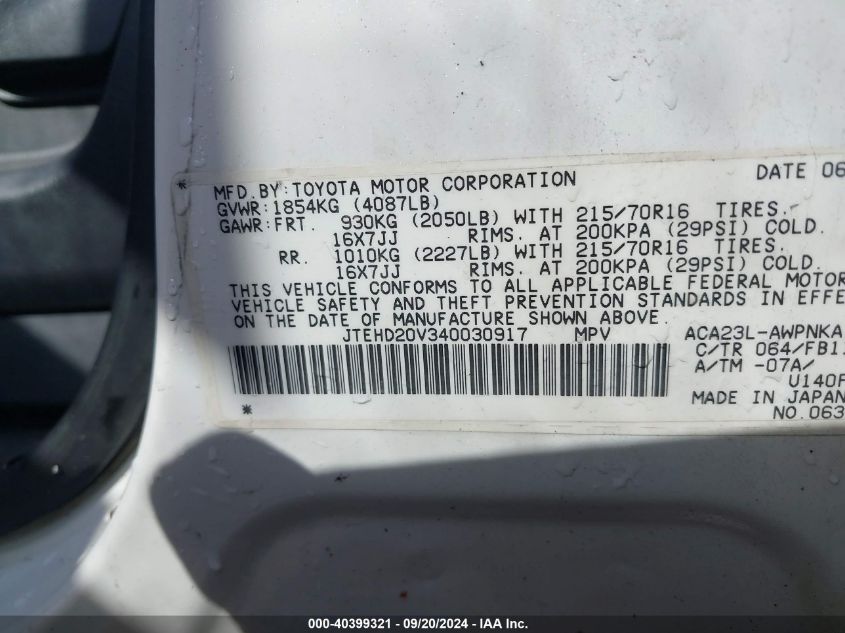 MFD.BY:TOYOTA MOTOR CORPORATION DATE 06
GVWR:1854KG (4087LB)
GAWR:FRT. 930KG (2050LB) WITH 215/70R16 TIRES.
16X7JJ RIMS. AT 200KPA (29PSI) COLD.
RR. 1010KG (2227LB) WITH 215/70R16 TIRES.
16X7JJ RIMS. AT 200KPA (29PSI) COLD.
THIS VEHICLE CONFORMS TO ALL APPLICABLE FEDERAL MOTOR
VEHICLE SAFETY AND THEFT PREVENTION STANDARDS IN EFFE
ON THE DATE OF MANUFACTURE SHOWN ABOVE.
JTEHD20V340030917 MPV ACA23L-AWPNKA
C/TR 064/FB1
A/TM -07A/
U140F
MADE IN JAPAN
NO.063
000-40399321 / 09/20/2024 - IAA Inc.